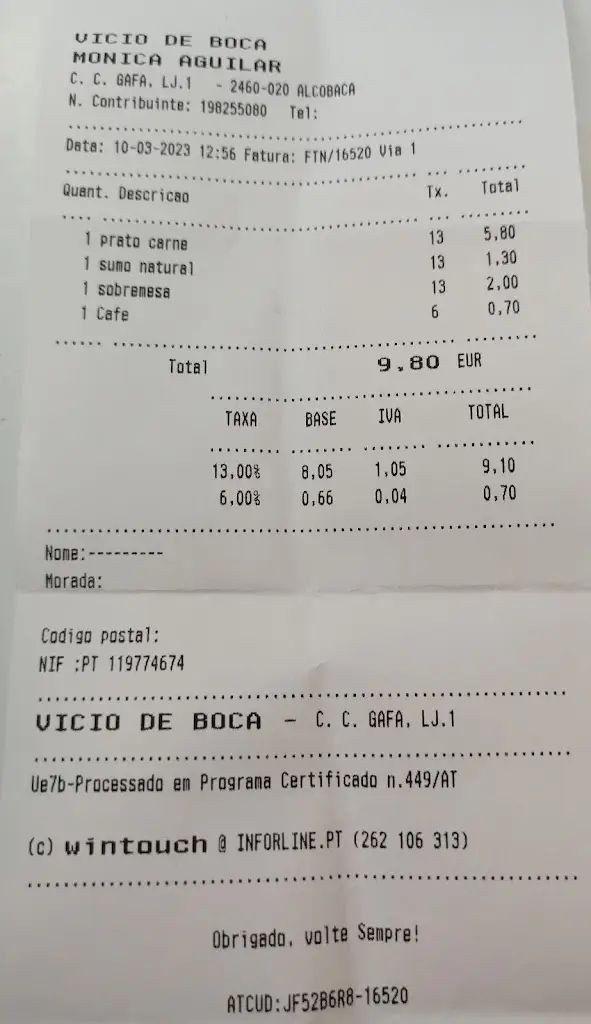 VICIO DE BOCA
MONICA AGUILAR
C. C. GAFA, LJ.1 - 2460-020 ALCOBACA
N. Contribuinte: 198255080 Tel:
Data: 10-03-2023 12:56 Fatura: FTN/16520 Via 1
Quant. Descricao Tx. Total
1 prato carne 13 5,80
1 sumo natural 13 1,30
1 sobremesa 13 2,00
1 Cafe 6 0,70
Total 9,80 EUR
TAXA BASE IVA TOTAL
13,00% 8,05 1,05 9,10
6,00% 0,66 0,04 0,70
Nome:---------
Morada:
Codigo postal:
NIF :PT 119774674
VICIO DE BOCA - C. C. GAFA, LJ.1
Ue7b-Processado em Programa Certificado n.449/AT
(c) wintouch @ INFORLINE.PT (262 106 313)
Obrigado, volte Sempre!
ATCUD:JF52B6R8-16520